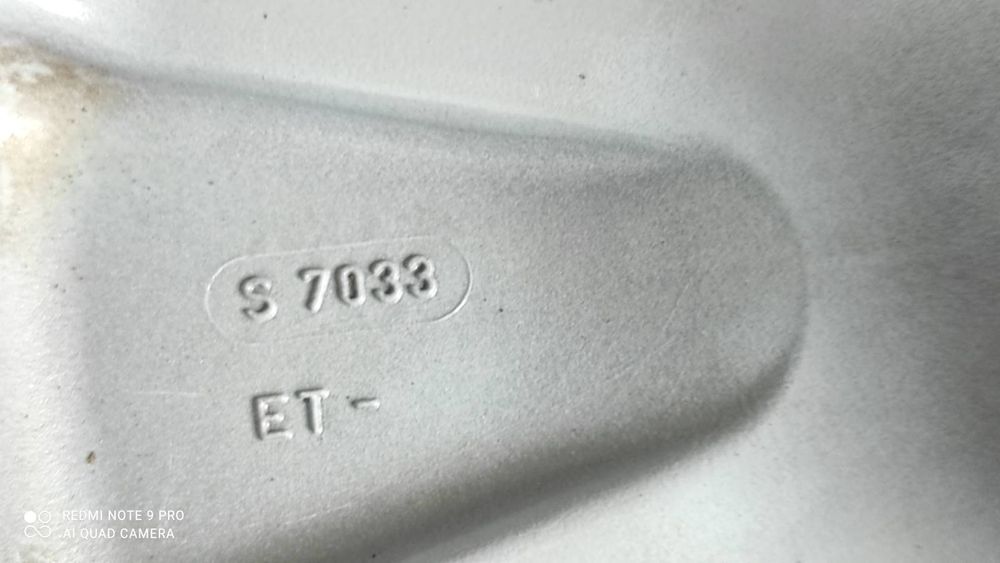 S 7033
ET -
REDMI NOTE 9 PRO
AI QUAD CAMERA